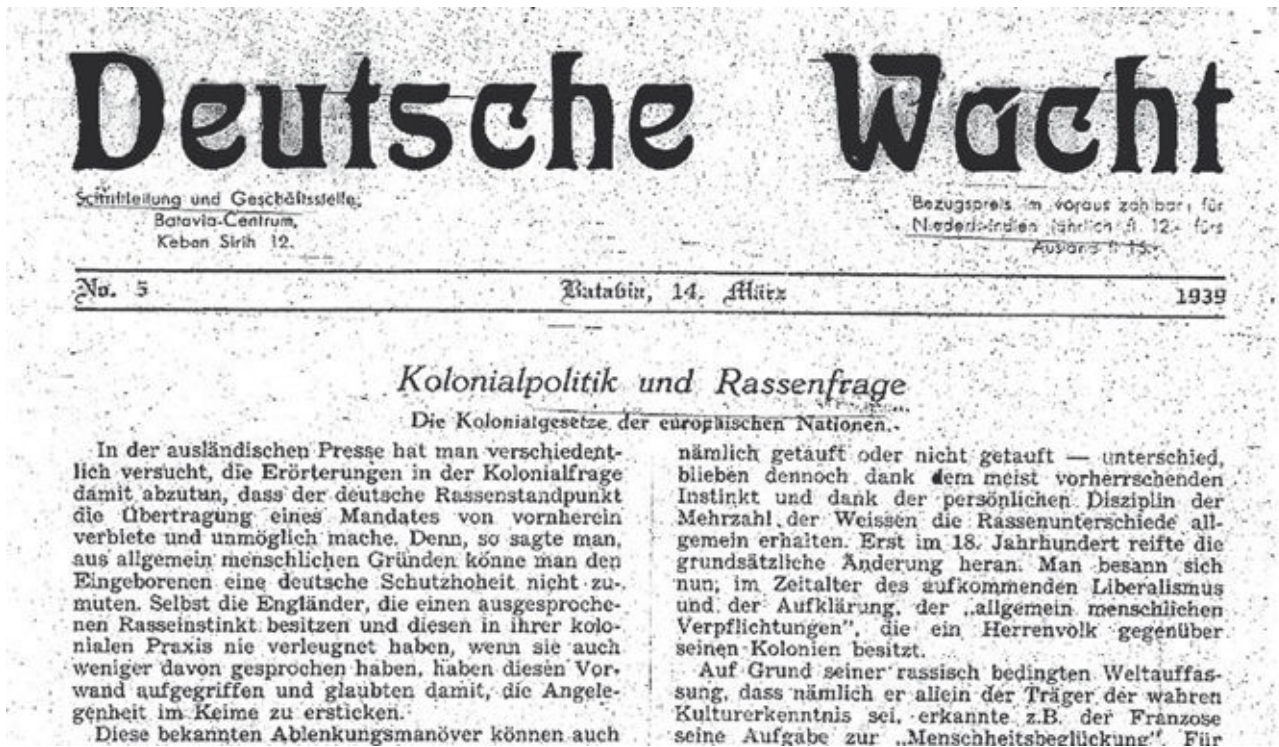 Deutsche Wacht
Schriftleitung und Geschäftsstelle:
Batavia-Centrum,
Kebon Sirih 12.
Bezugspreis im voraus zahlbar: für
Niederl.-Indien jährlich fl 12.- fürs
Ausland fl 15.-
No. 5 Batavia, 14. März 1939
Kolonialpolitik und Rassenfrage
Die Kolonialgesetze der europäischen Nationen.-
In der ausländischen Presse hat man verschiedent-
lich versucht, die Erörterungen in der Kolonialfrage
damit abzutun, dass der deutsche Rassenstandpunkt
die Übertragung eines Mandates von vornherein
verbiete und unmöglich mache. Denn, so sagte man,
aus allgemein menschlichen Gründen könne man den
Eingeborenen eine deutsche Schutzhoheit nicht zu-
muten. Selbst die Engländer, die einen ausgesproche-
nen Rasseinstinkt besitzen und diesen in ihrer kolo-
nialen Praxis nie verleugnet haben, wenn sie auch
weniger davon gesprochen haben, haben diesen Vor-
wand aufgegriffen und glaubten damit, die Angele-
genheit im Keime zu ersticken.
Diese bekannten Ablenkungsmanöver können auch
nämlich getauft oder nicht getauft — unterschied,
blieben dennoch dank dem meist vorherrschenden
Instinkt und dank der persönlichen Disziplin der
Mehrzahl der Weissen die Rassenunterschiede all-
gemein erhalten. Erst im 18. Jahrhundert reifte die
grundsätzliche Änderung heran. Man besann sich
nun, im Zeitalter des aufkommenden Liberalismus
und der Aufklärung, der „allgemein menschlichen
Verpflichtungen", die ein Herrenvolk gegenüber
seinen Kolonien besitzt.
Auf Grund seiner rassisch bedingten Weltauffas-
sung, dass nämlich er allein der Träger der wahren
Kulturerkenntnis sei, erkannte z.B. der Franzose
seine Aufgabe zur „Menschheitsbeglückung". Für